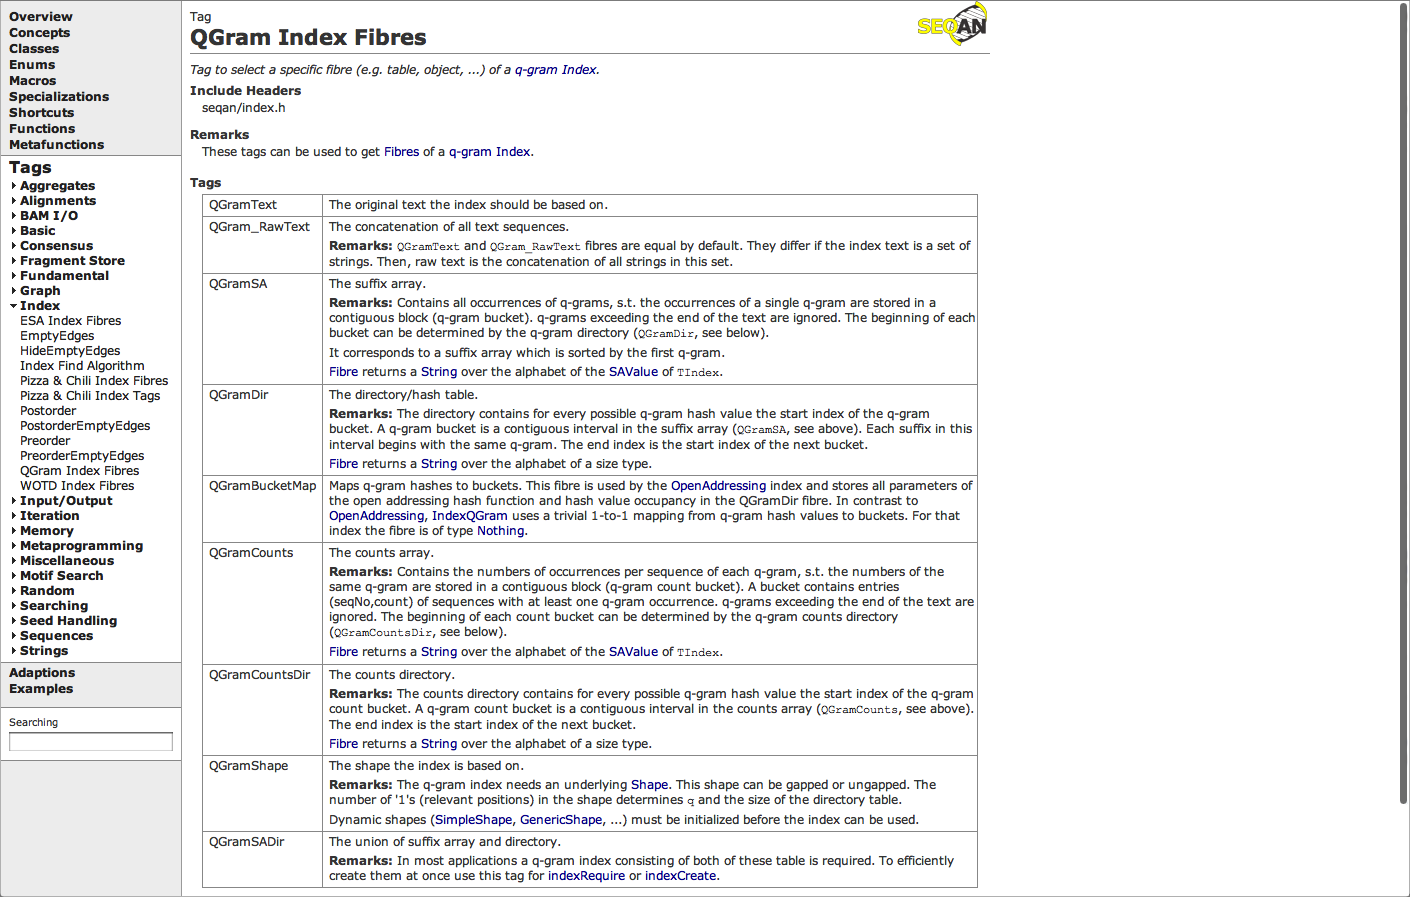 Overview
Concepts
Classes
Enums
Macros
Specializations
Shortcuts
Functions
Metafunctions
Tags
Aggregates
Alignments
BAM I/O
Basic
Consensus
Fragment Store
Fundamental
Graph
Index
ESA Index Fibres
EmptyEdges
HideEmptyEdges
Index Find Algorithm
Pizza & Chili Index Fibres
Pizza & Chili Index Tags
Postorder
PostorderEmptyEdges
Preorder
PreorderEmptyEdges
QGram Index Fibres
WOTD Index Fibres
Input/Output
Iteration
Memory
Metaprogramming
Miscellaneous
Motif Search
Random
Searching
Seed Handling
Sequences
Strings
Adaptions
Examples
Searching
Tag
QGram Index Fibres
SEQAN
Tag to select a specific fibre (e.g. table, object, ...) of a q-gram Index.
Include Headers
seqan/index.h
Remarks
These tags can be used to get Fibres of a q-gram Index.
Tags
QGramText The original text the index should be based on.
QGram_RawText The concatenation of all text sequences.
Remarks: QGramText and QGram_RawText fibres are equal by default. They differ if the index text is a set of
strings. Then, raw text is the concatenation of all strings in this set.
QGramSA The suffix array.
Remarks: Contains all occurrences of q-grams, s.t. the occurrences of a single q-gram are stored in a
contiguous block (q-gram bucket). q-grams exceeding the end of the text are ignored. The beginning of each
bucket can be determined by the q-gram directory (QGramDir, see below).
It corresponds to a suffix array which is sorted by the first q-gram.
Fibre returns a String over the alphabet of the SAValue of TIndex.
QGramDir The directory/hash table.
Remarks: The directory contains for every possible q-gram hash value the start index of the q-gram
bucket. A q-gram bucket is a contiguous interval in the suffix array (QGramSA, see above). Each suffix in this
interval begins with the same q-gram. The end index is the start index of the next bucket.
Fibre returns a String over the alphabet of a size type.
QGramBucketMap Maps q-gram hashes to buckets. This fibre is used by the OpenAddressing index and stores all parameters of
the open addressing hash function and hash value occupancy in the QGramDir fibre. In contrast to
OpenAddressing, IndexQGram uses a trivial 1-to-1 mapping from q-gram hash values to buckets. For that
index the fibre is of type Nothing.
QGramCounts The counts array.
Remarks: Contains the numbers of occurrences per sequence of each q-gram, s.t. the numbers of the
same q-gram are stored in a contiguous block (q-gram count bucket). A bucket contains entries
(seqNo,count) of sequences with at least one q-gram occurrence. q-grams exceeding the end of the text are
ignored. The beginning of each count bucket can be determined by the q-gram counts directory
(QGramCountsDir, see below).
Fibre returns a String over the alphabet of the SAValue of TIndex.
QGramCountsDir The counts directory.
Remarks: The counts directory contains for every possible q-gram hash value the start index of the q-gram
count bucket. A q-gram count bucket is a contiguous interval in the counts array (QGramCounts, see above).
The end index is the start index of the next bucket.
Fibre returns a String over the alphabet of a size type.
QGramShape The shape the index is based on.
Remarks: The q-gram index needs an underlying Shape. This shape can be gapped or ungapped. The
number of '1's (relevant positions) in the shape determines q and the size of the directory table.
Dynamic shapes (SimpleShape, GenericShape, ...) must be initialized before the index can be used.
QGramSADir The union of suffix array and directory.
Remarks: In most applications a q-gram index consisting of both of these table is required. To efficiently
create them at once use this tag for indexRequire or indexCreate.